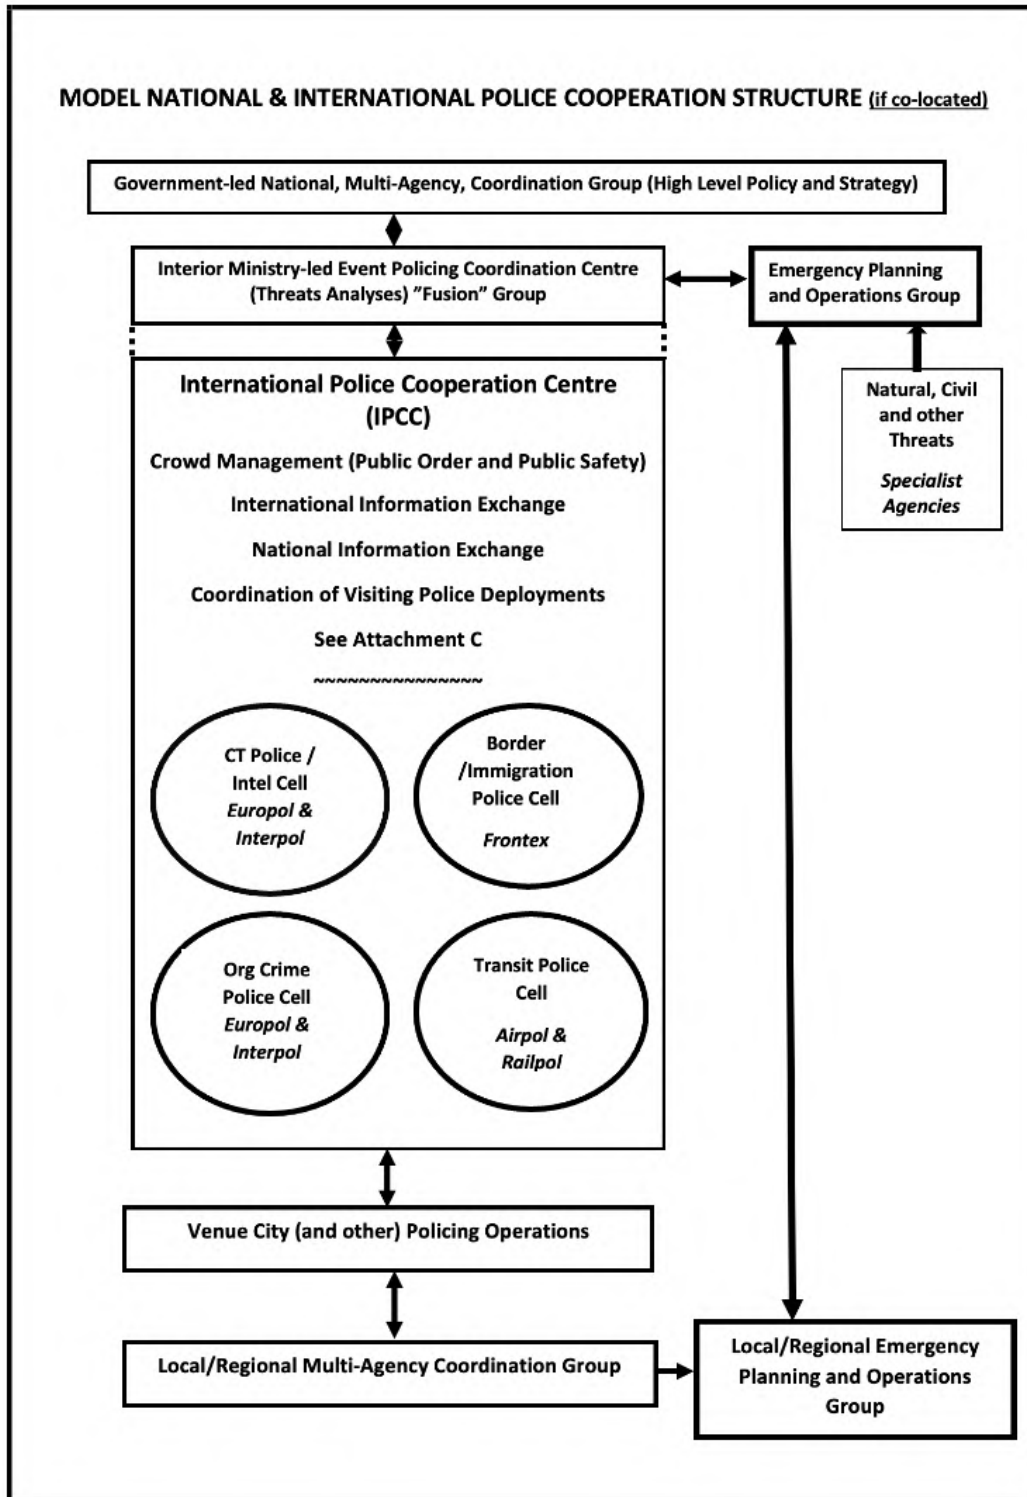 MODEL NATIONAL & INTERNATIONAL POLICE COOPERATION STRUCTURE (if co-located)
Government-led National, Multi-Agency, Coordination Group (High Level Policy and Strategy)
Interior Ministry-led Event Policing Coordination Centre
(Threats Analyses) ”Fusion” Group
Emergency Planning
and Operations Group
International Police Cooperation Centre
(IPCC)
Crowd Management (Public Order and Public Safety)
International Information Exchange
National Information Exchange
Coordination of Visiting Police Deployments
See Attachment C
~~~~~~~~~~~~~~~
Natural, Civil
and other
Threats
Specialist
Agencies
CT Police /
Intel Cell
Europol &
Interpol
Border
/Immigration
Police Cell
Frontex
Org Crime
Police Cell
Europol &
Interpol
Transit Police
Cell
Airpol &
Railpol
Venue City (and other) Policing Operations
Local/Regional Multi-Agency Coordination Group
Local/Regional Emergency
Planning and Operations
Group